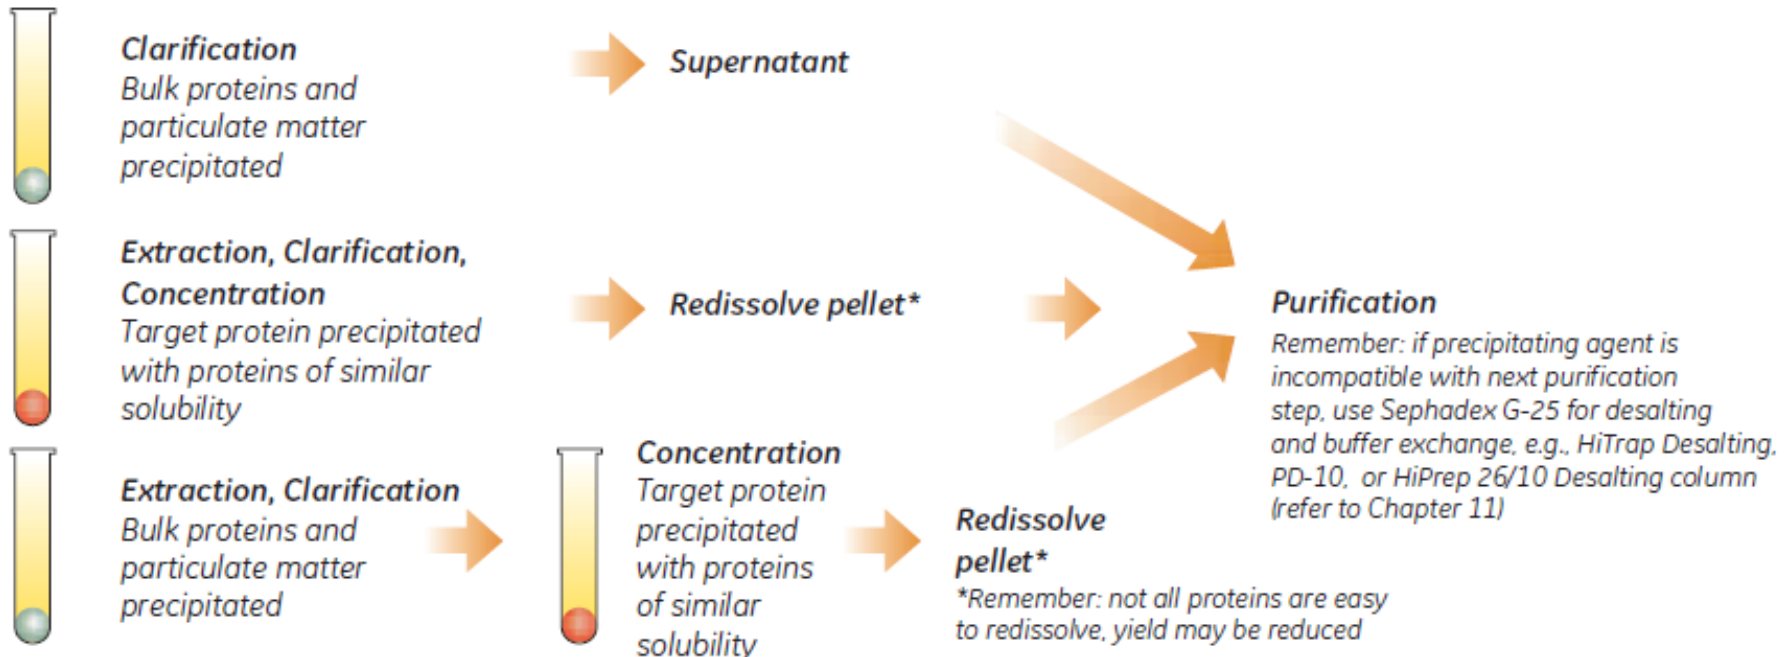 Clarification
Bulk proteins and
particulate matter
precipitated
Supernatant
Extraction, Clarification,
Concentration
Target protein precipitated
with proteins of similar
solubility
Redissolve pellet*
Purification
Remember: if precipitating agent is
incompatible with next purification
step, use Sephadex G-25 for desalting
and buffer exchange, e.g., HiTrap Desalting,
PD-10, or HiPrep 26/10 Desalting column
(refer to Chapter 11)
Extraction, Clarification
Bulk proteins and
particulate matter
precipitated
Concentration
Target protein
precipitated
with proteins
of similar
solubility
Redissolve
pellet*
*Remember: not all proteins are easy
to redissolve, yield may be reduced